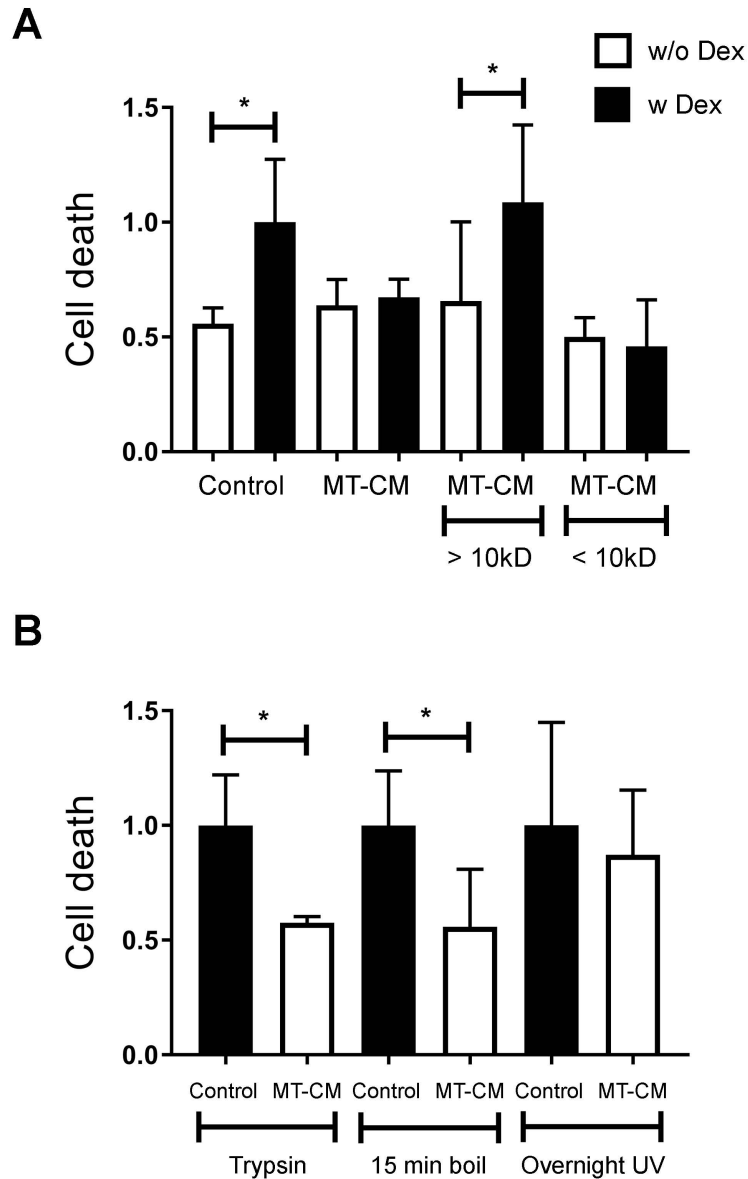 A
w/o Dex
w Dex
*
*
1.5
1.0
0.5
0.0
Cell death
Control MT-CM MT-CM MT-CM
> 10kD < 10kD
B
*
*
1.5
1.0
0.5
0.0
Cell death
Control MT-CM Control MT-CM Control MT-CM
Trypsin 15 min boil Overnight UV